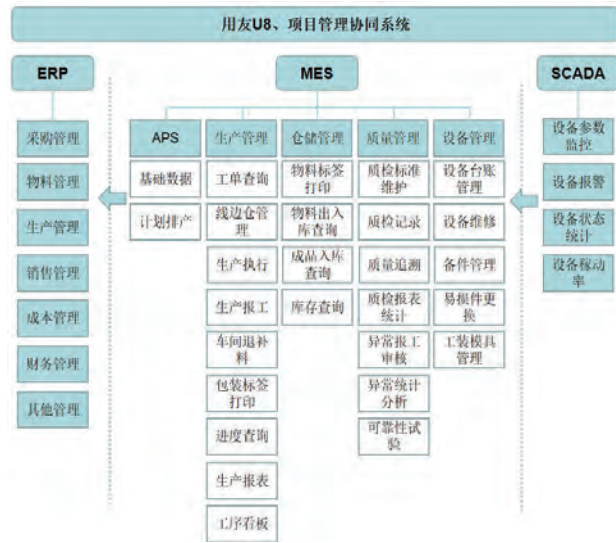 用友U8、项目管理协同系统
ERP
MES
SCADA
采购管理
物料管理
生产管理
销售管理
成本管理
财务管理
其他管理
APS
基础数据
计划排产
生产管理
工单查询
线边仓管
理
生产执行
生产报工
车间退补
料
包装标签
打印
进度查询
生产报表
工序看板
仓储管理
物料标签
打印
物料出入
库查询
成品入库
查询
库存查询
质量管理
质检标准
维护
质检记录
质量追溯
质检报表
统计
异常报工
审核
异常统计
分析
可靠性试
验
设备管理
设备台账
管理
设备维修
备件管理
易损件更
换
工装模具
管理
设备参数
监控
设备报警
设备状态
统计
设备稼动
率